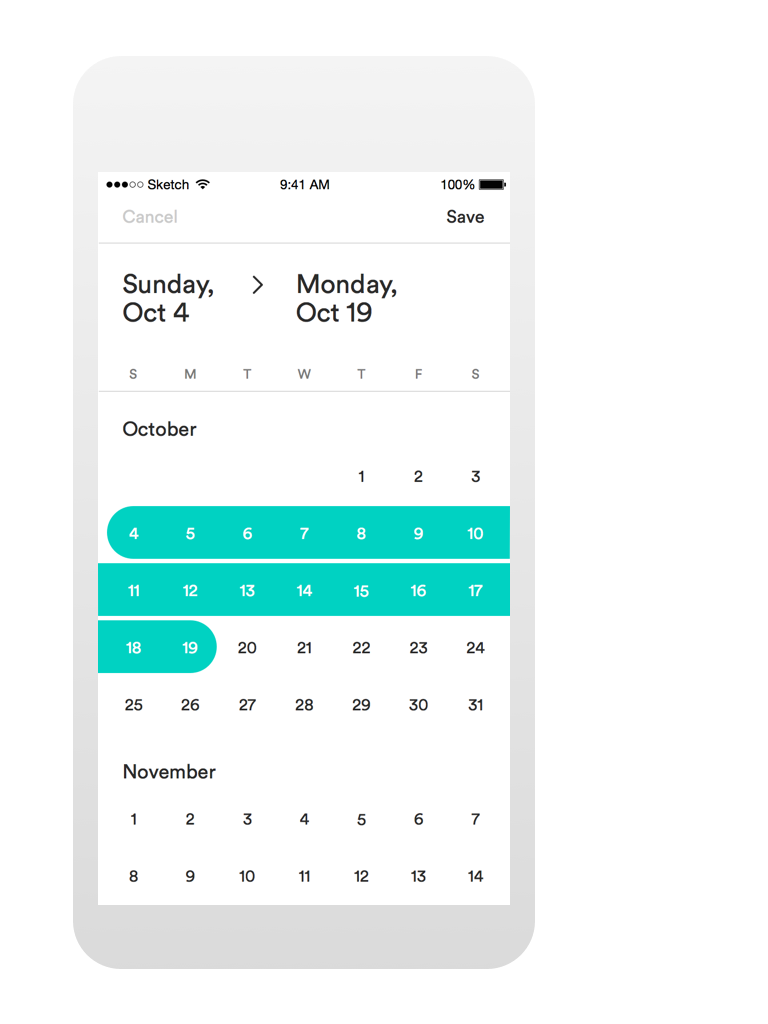 Sketch 9:41 AM 100%
Cancel Save
Sunday, > Monday,
Oct 4 Oct 19
S M T W T F S
October
1 2 3
4 5 6 7 8 9 10
11 12 13 14 15 16 17
18 19 20 21 22 23 24
25 26 27 28 29 30 31
November
1 2 3 4 5 6 7
8 9 10 11 12 13 14